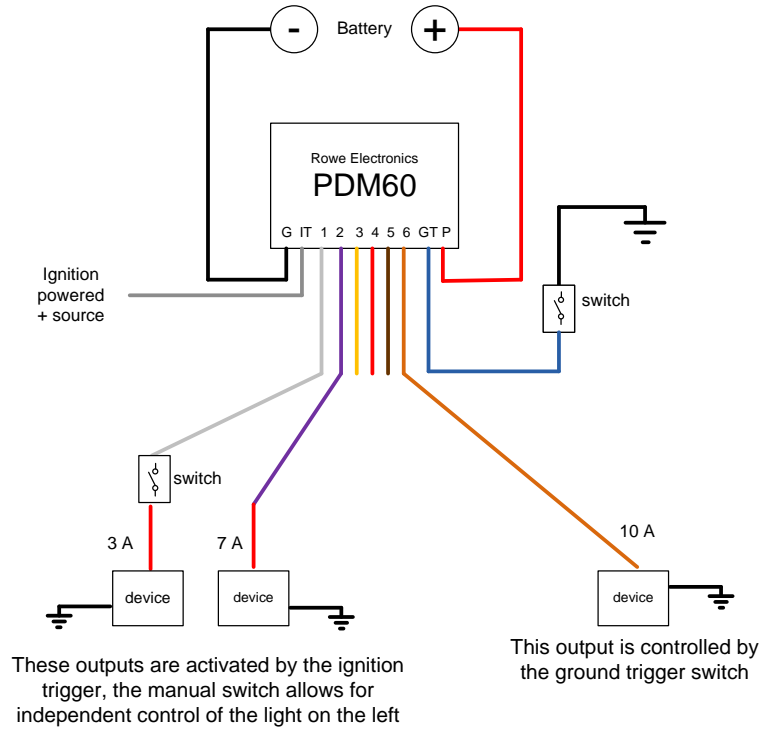 -
Battery
+
Rowe Electronics
PDM60
G IT 1 2 3 4 5 6 GT P
Ignition
powered
+ source
switch
switch
3 A
7 A
10 A
device
device
device
These outputs are activated by the ignition
trigger, the manual switch allows for
independent control of the light on the left
This output is controlled by
the ground trigger switch